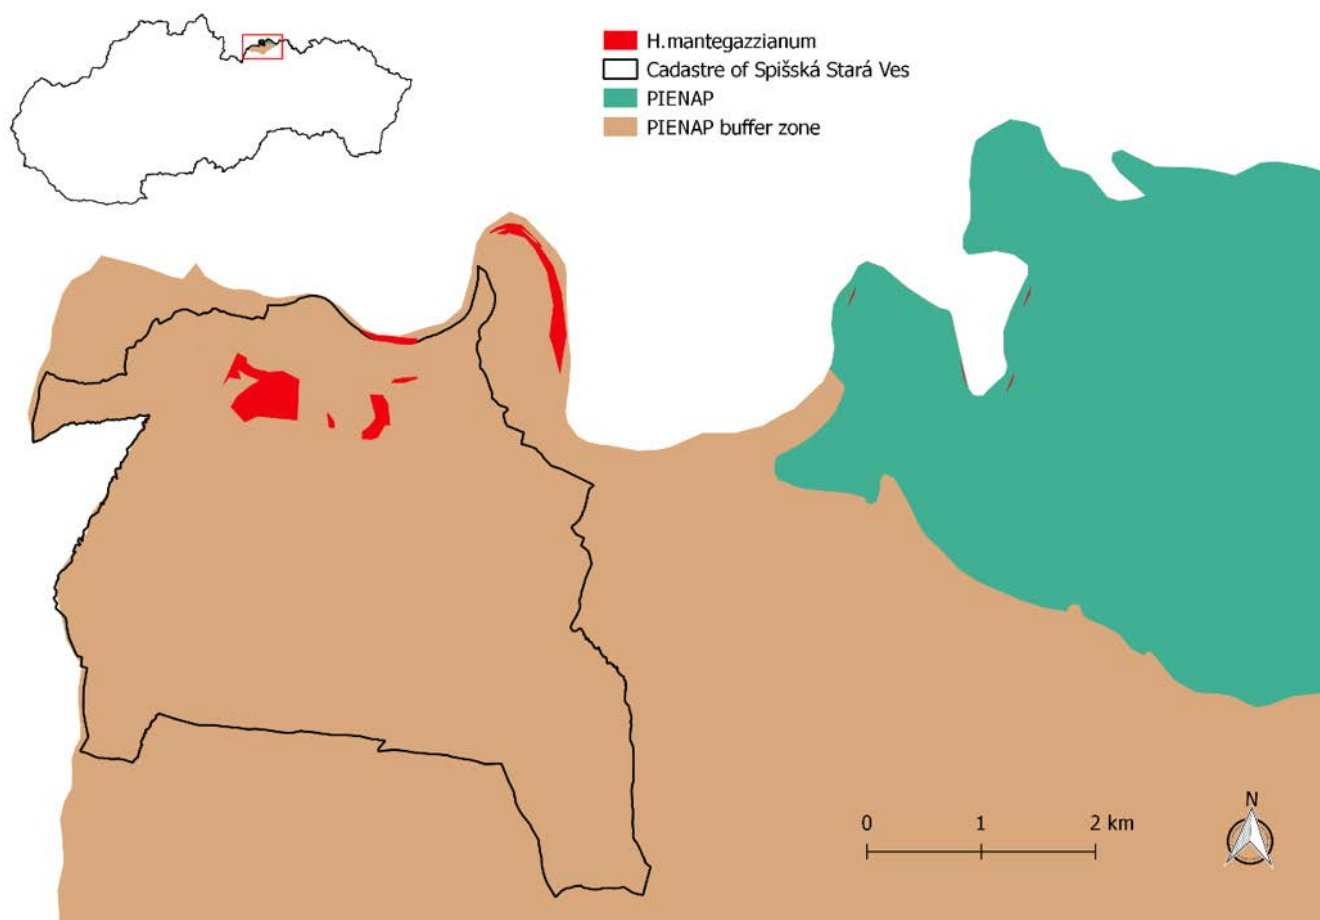 H.mantegazzianum
Cadastre of Spišská Stará Ves
PIENAP
PIENAP buffer zone
N
0 1 2 km